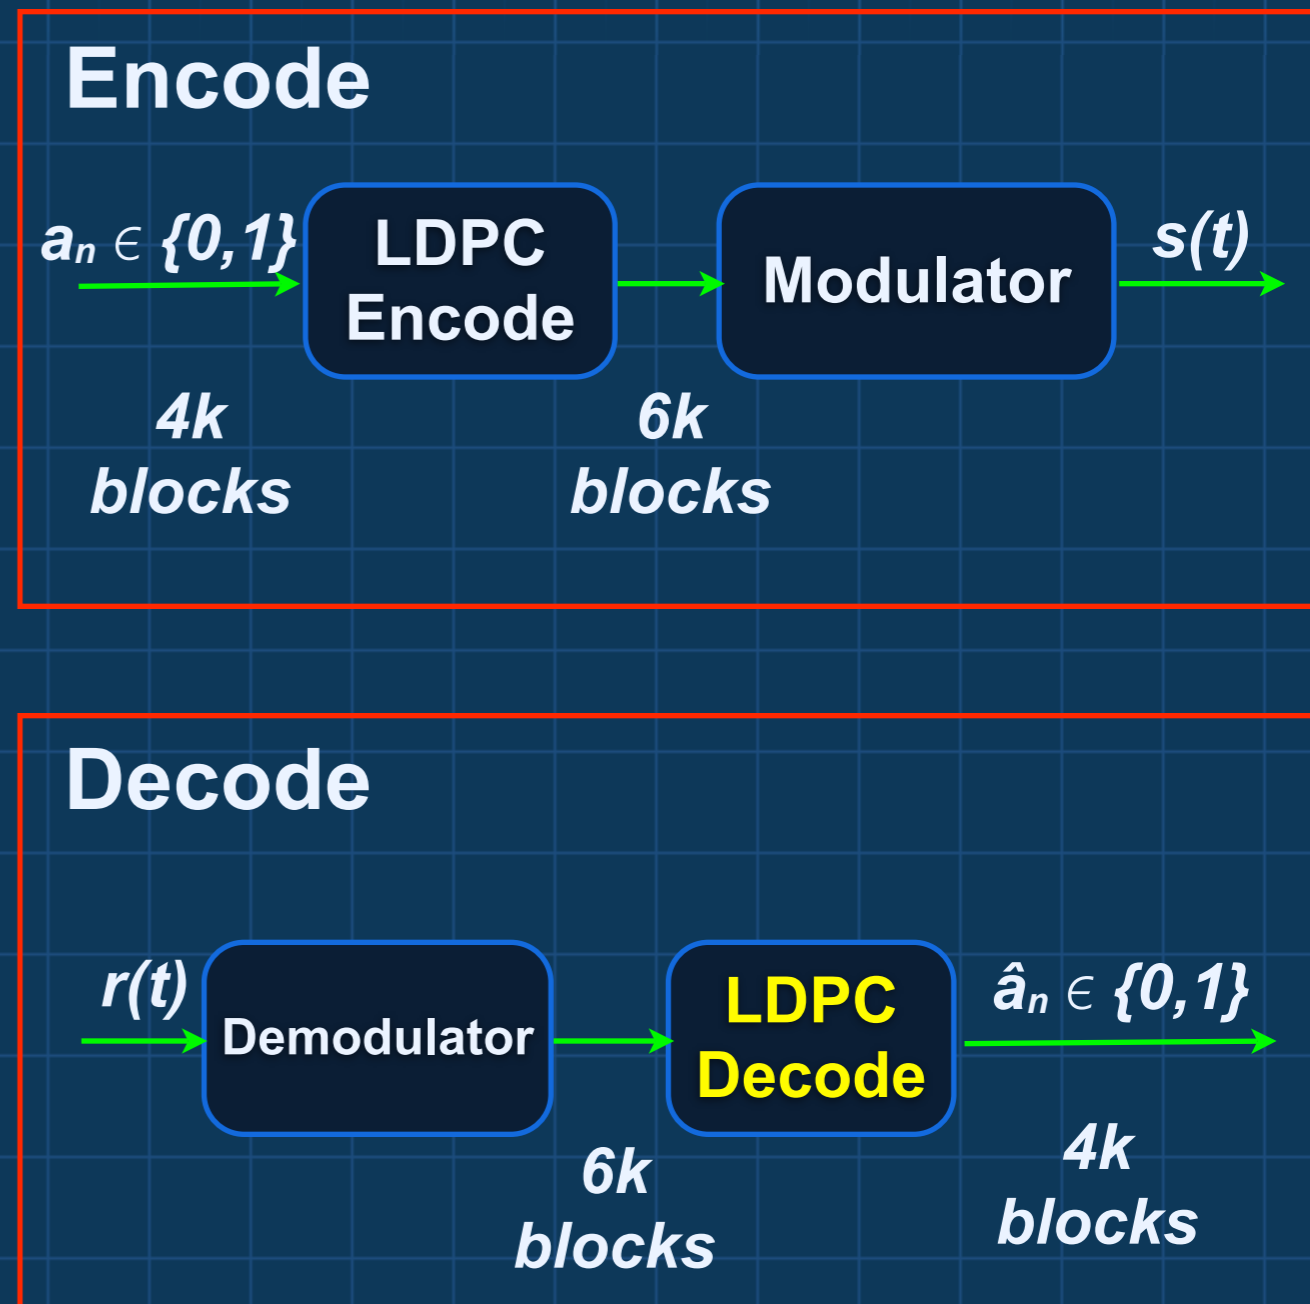 Encode
aₙ ∈ {0,1}
LDPC
Encode
Modulator
s(t)
4k
blocks
6k
blocks
Decode
r(t)
Demodulator
LDPC
Decode
âₙ ∈ {0,1}
6k
blocks
4k
blocks